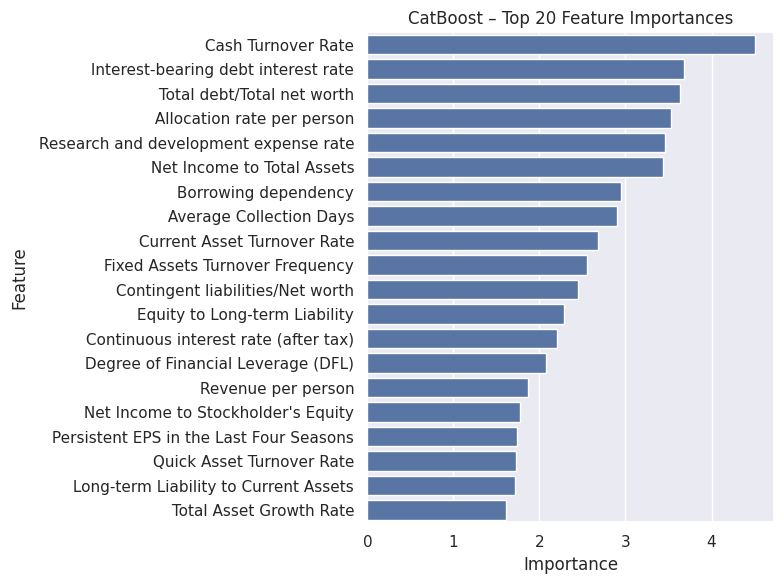 CatBoost – Top 20 Feature Importances
Cash Turnover Rate
Interest-bearing debt interest rate
Total debt/Total net worth
Allocation rate per person
Research and development expense rate
Net Income to Total Assets
Borrowing dependency
Average Collection Days
Current Asset Turnover Rate
Fixed Assets Turnover Frequency
Contingent liabilities/Net worth
Equity to Long-term Liability
Continuous interest rate (after tax)
Degree of Financial Leverage (DFL)
Revenue per person
Net Income to Stockholder's Equity
Persistent EPS in the Last Four Seasons
Quick Asset Turnover Rate
Long-term Liability to Current Assets
Total Asset Growth Rate
Feature
0 1 2 3 4
Importance